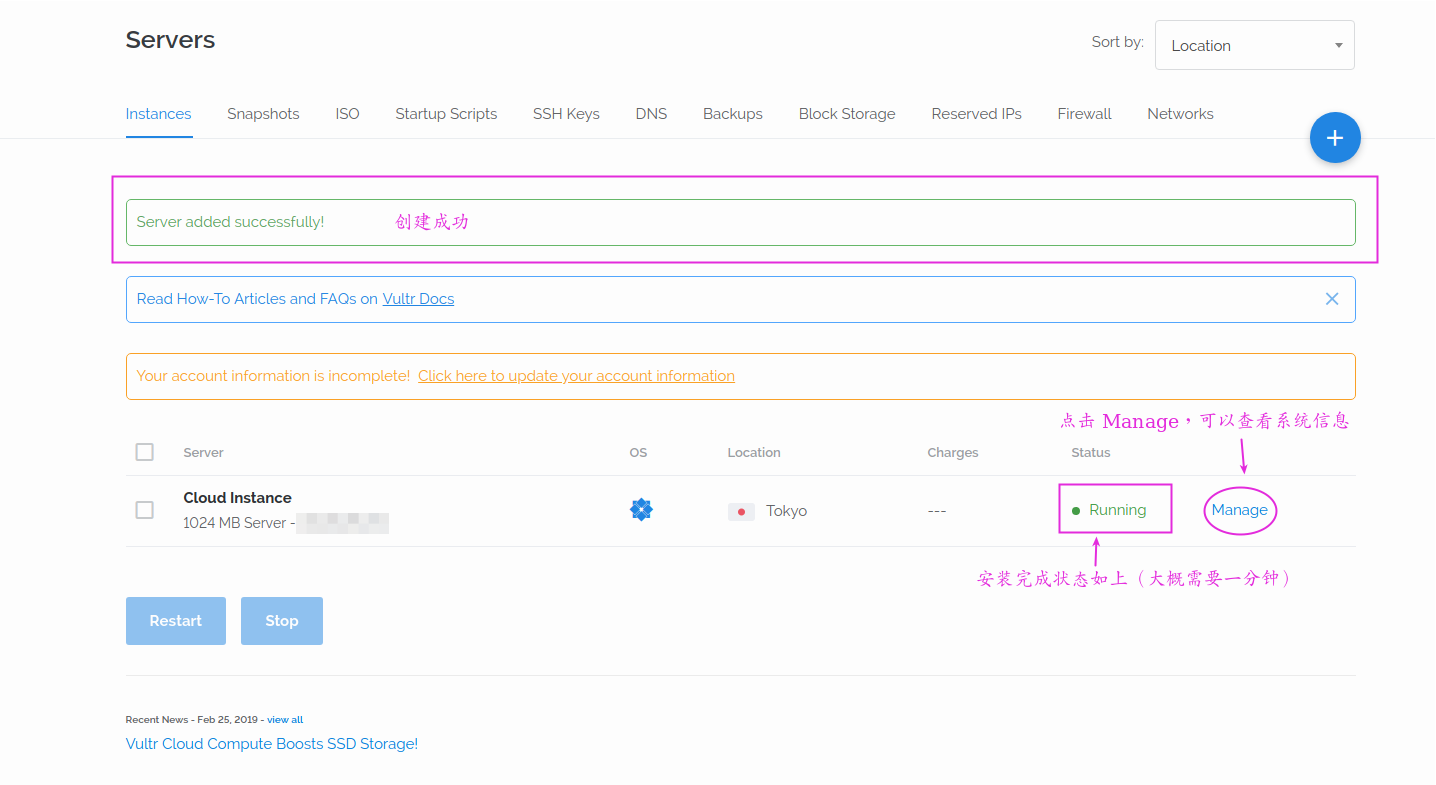 Servers
Sort by: Location
Instances Snapshots ISO Startup Scripts SSH Keys DNS Backups Block Storage Reserved IPs Firewall Networks
+
Server added successfully! 创建成功
Read How-To Articles and FAQs on Vultr Docs
Your account information is incomplete! Click here to update your account information
点击 Manage，可以查看系统信息
Server OS Location Charges Status
Cloud Instance
1024 MB Server -
Tokyo --- Running Manage
安装完成状态如上（大概需要一分钟）
Restart Stop
Recent News - Feb 25, 2019 - view all
Vultr Cloud Compute Boosts SSD Storage!